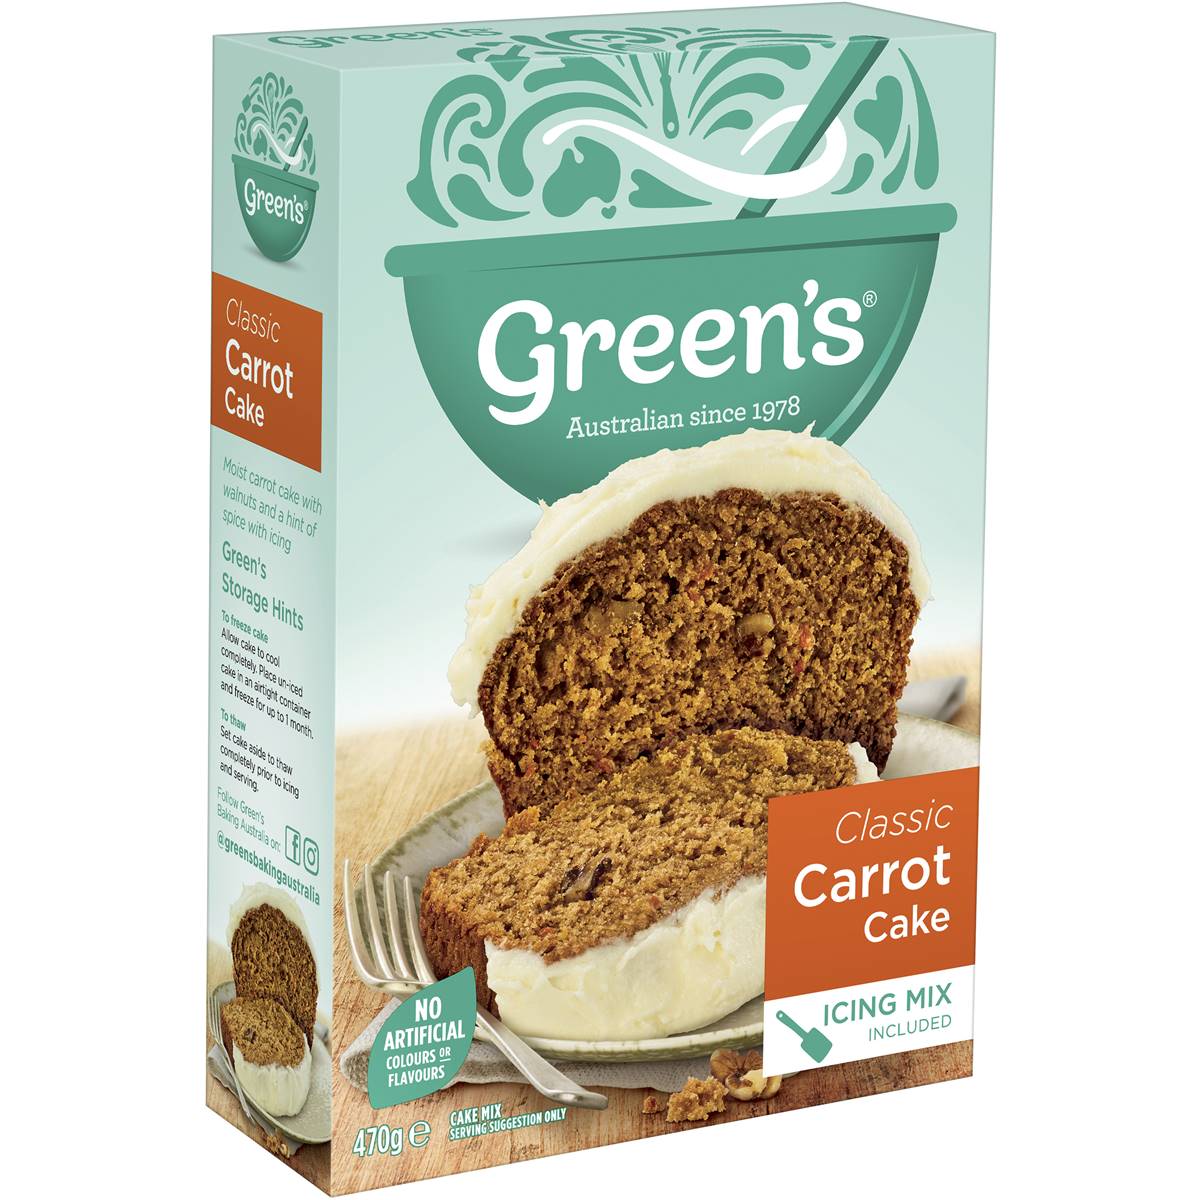 Green's
Green's®
Classic
Carrot
Cake
Moist carrot cake with
walnuts and a hint of
spice with icing
Green's
Storage Hints
To freeze cake
Allow cake to cool
completely. Place un-iced
cake in an airtight container
and freeze for up to 1 month.
To thaw
Set cake aside to thaw
completely prior to icing
and serving.
Follow Green's
Baking Australia on:
@greensbakingaustralia
Green's®
Australian since 1978
Classic
Carrot
Cake
ICING MIX
INCLUDED
NO
ARTIFICIAL
COLOURS OR
FLAVOURS
470g e
CAKE MIX
SERVING SUGGESTION ONLY